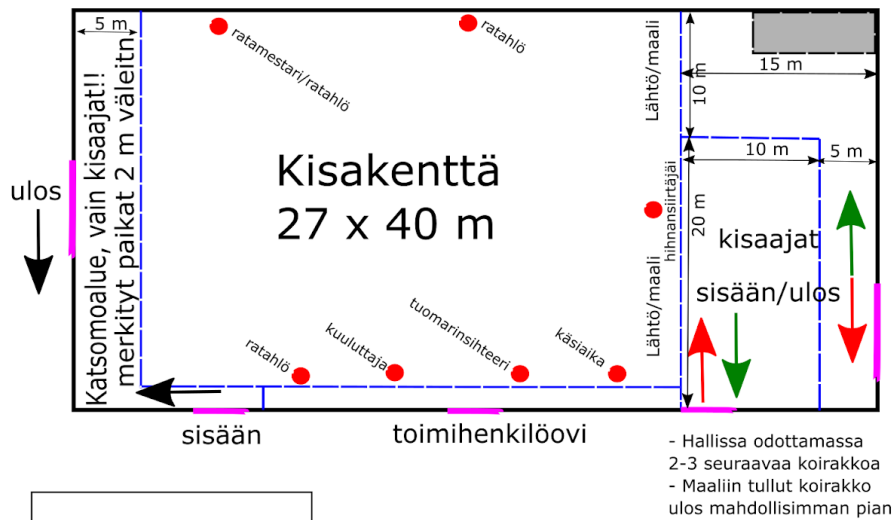 5 m
ratamestari/ratahlö
ratahlö
Lähtö/maali
10 m
15 m
Katsomoalue, vain kisaajat!!
merkityt paikat 2 m väleitn
Kisakenttä
27 x 40 m
ulos
hihnansiirtäjäi
20 m
10 m
5 m
kisaajat
sisään/ulos
Lähtö/maali
ratahlö
kuuluttaja
tuomarinsihteeri
käsiaika
sisään
toimihenkilöovi
- Hallissa odottamassa
2-3 seuraavaa koirakkoa
- Maaliin tullut koirakko
ulos mahdollisimman pian